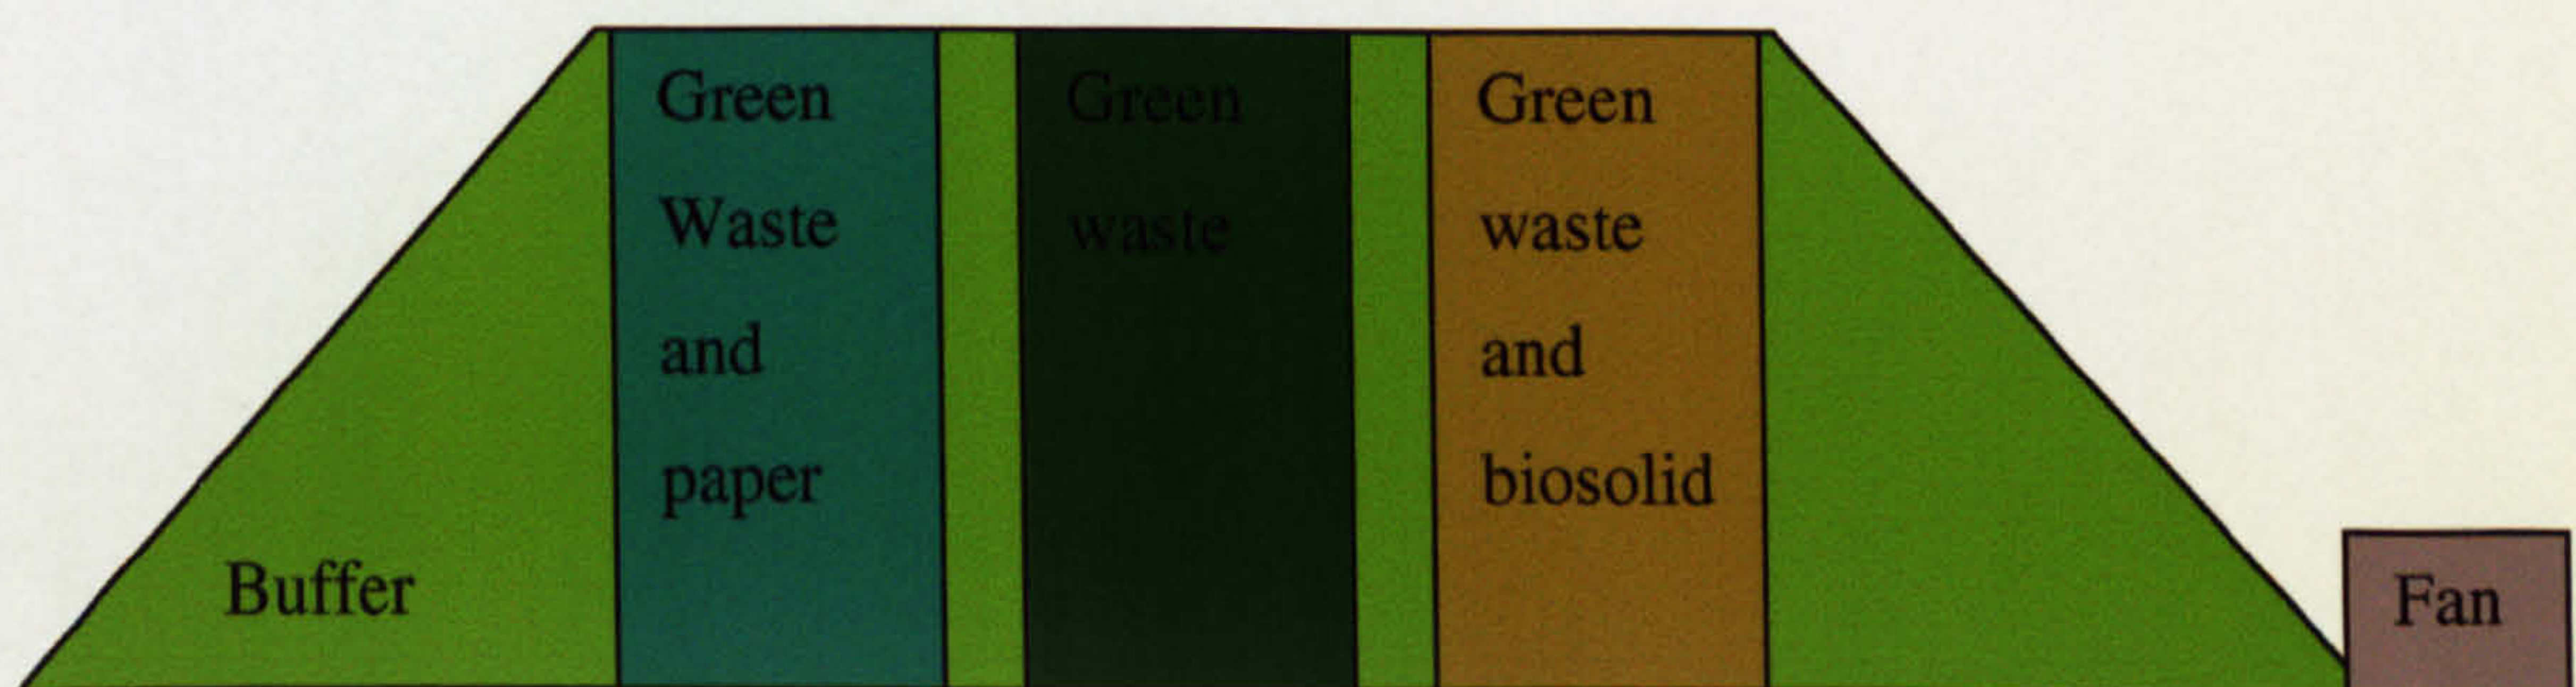 Green
Waste
and
paper
Green
waste
Green
waste
and
biosolid
Buffer
Fan